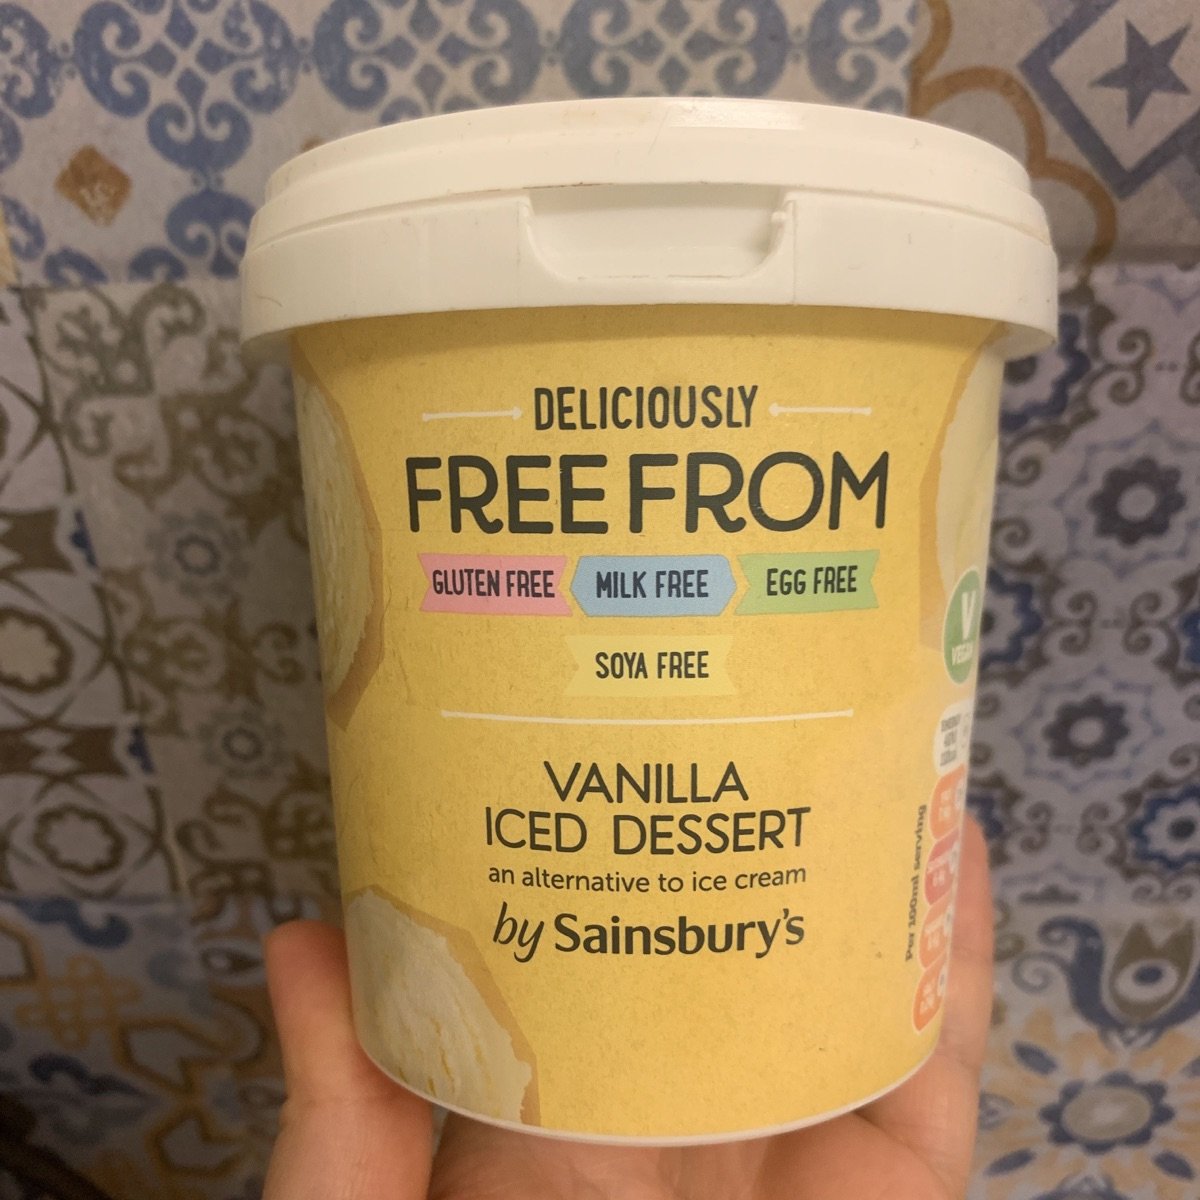 DELICIOUSLY
FREE FROM
GLUTEN FREE
MILK FREE
EGG FREE
SOYA FREE
VANILLA
ICED DESSERT
an alternative to ice cream
by Sainsbury's
V
VEGAN
Per 100ml serving